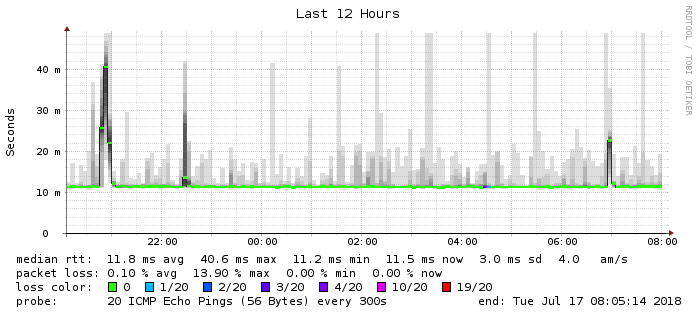 Last 12 Hours
RRDTOOL / TOBI OETIKER
Seconds
40 m
30 m
20 m
10 m
0
22:00 00:00 02:00 04:00 06:00 08:00
median rtt: 11.8 ms avg 40.6 ms max 11.2 ms min 11.5 ms now 3.0 ms sd 4.0 am/s
packet loss: 0.10 % avg 13.90 % max 0.00 % min 0.00 % now
loss color: 0 1/20 2/20 3/20 4/20 10/20 19/20
probe: 20 ICMP Echo Pings (56 Bytes) every 300s end: Tue Jul 17 08:05:14 2018